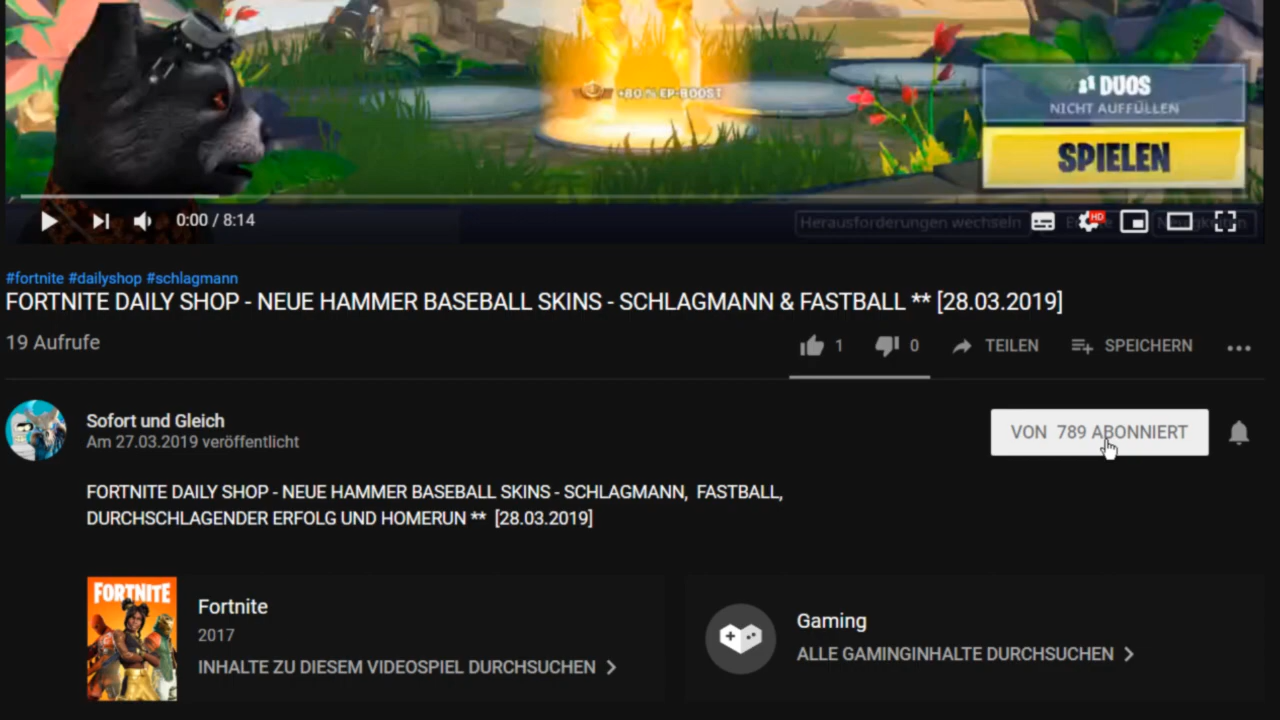 +80 % EP-BOOST
DUOS
NICHT AUFFÜLLEN
SPIELEN
0:00 / 8:14
Herausforderungen wechseln
HD
#fortnite #dailyshop #schlagmann
FORTNITE DAILY SHOP - NEUE HAMMER BASEBALL SKINS - SCHLAGMANN & FASTBALL ** [28.03.2019]
19 Aufrufe
1 0 TEILEN SPEICHERN
Sofort und Gleich
Am 27.03.2019 veröffentlicht
VON 789 ABONNIERT
FORTNITE DAILY SHOP - NEUE HAMMER BASEBALL SKINS - SCHLAGMANN, FASTBALL,
DURCHSCHLAGENDER ERFOLG UND HOMERUN ** [28.03.2019]
FORTNITE
Fortnite
2017
INHALTE ZU DIESEM VIDEOSPIEL DURCHSUCHEN
Gaming
ALLE GAMINGINHALTE DURCHSUCHEN